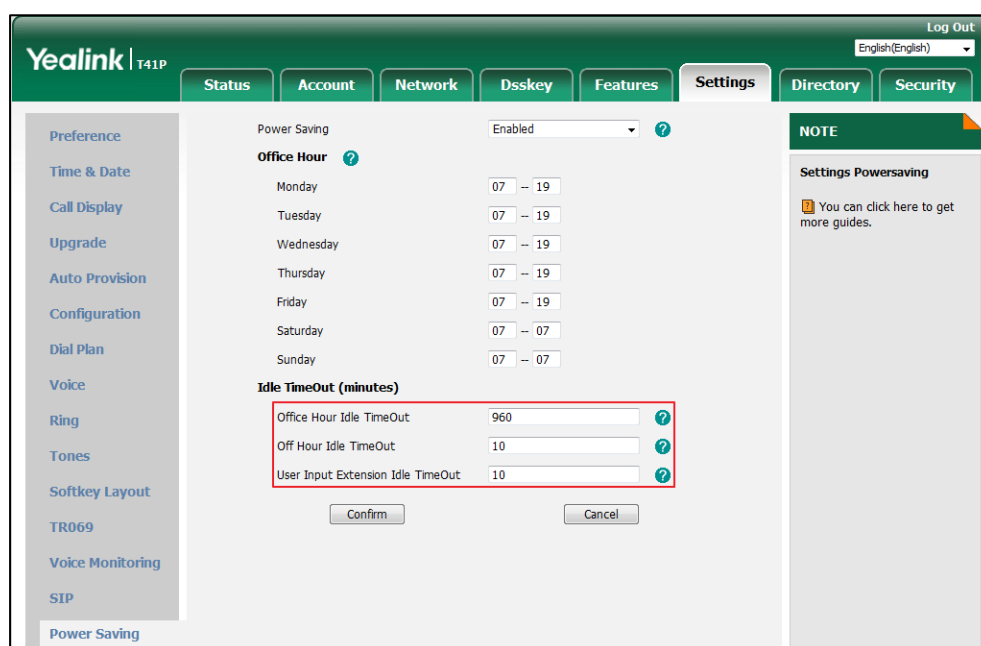 Log Out
Yealink | T41P
English(English)
Status Account Network Dsskey Features Settings Directory Security
Preference
Time & Date
Call Display
Upgrade
Auto Provision
Configuration
Dial Plan
Voice
Ring
Tones
Softkey Layout
TR069
Voice Monitoring
SIP
Power Saving
Power Saving Enabled ?
Office Hour ?
Monday 07 -- 19
Tuesday 07 -- 19
Wednesday 07 -- 19
Thursday 07 -- 19
Friday 07 -- 19
Saturday 07 -- 07
Sunday 07 -- 07
Idle TimeOut (minutes)
Office Hour Idle TimeOut 960 ?
Off Hour Idle TimeOut 10 ?
User Input Extension Idle TimeOut 10 ?
Confirm Cancel
NOTE
Settings Powersaving
? You can click here to get
more guides.